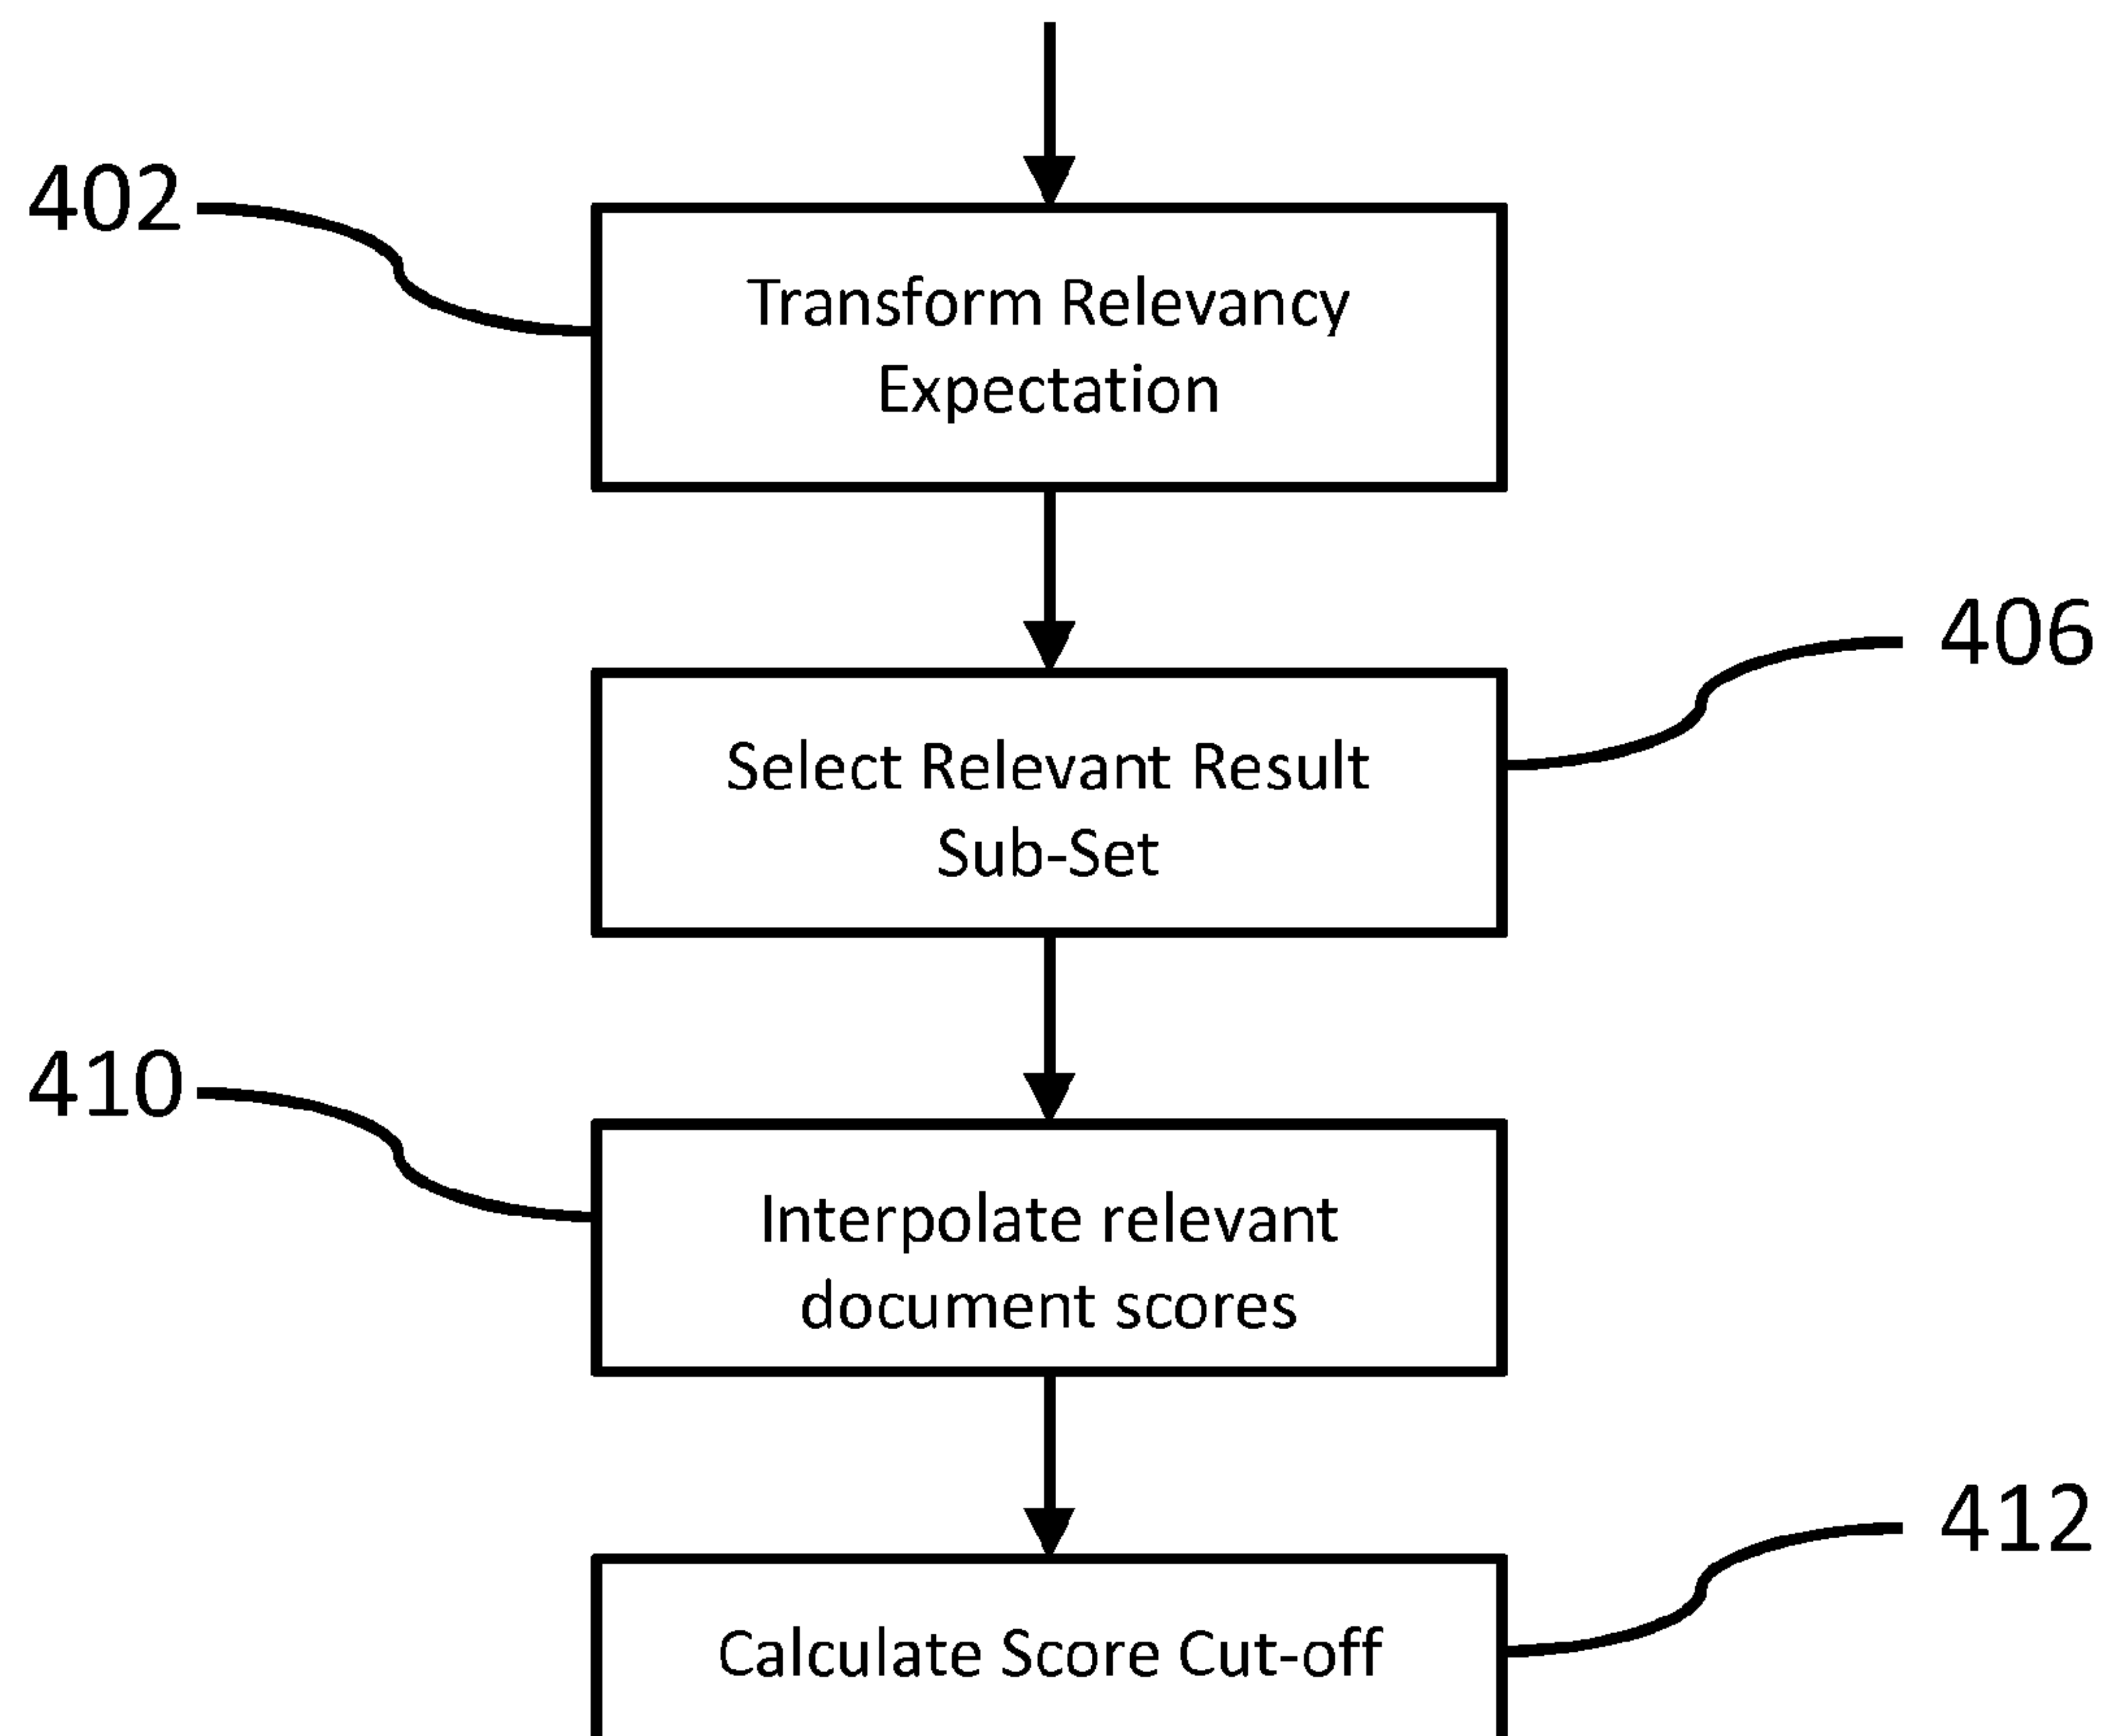 402
Transform Relevancy
Expectation
406
Select Relevant Result
Sub-Set
410
Interpolate relevant
document scores
412
Calculate Score Cut-off